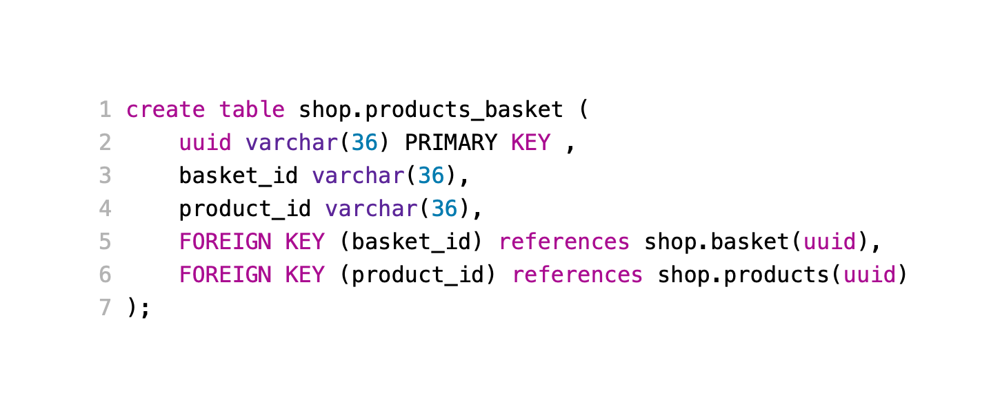 1 create table shop.products_basket (
2     uuid varchar(36) PRIMARY KEY ,
3     basket_id varchar(36),
4     product_id varchar(36),
5     FOREIGN KEY (basket_id) references shop.basket(uuid),
6     FOREIGN KEY (product_id) references shop.products(uuid)
7 );